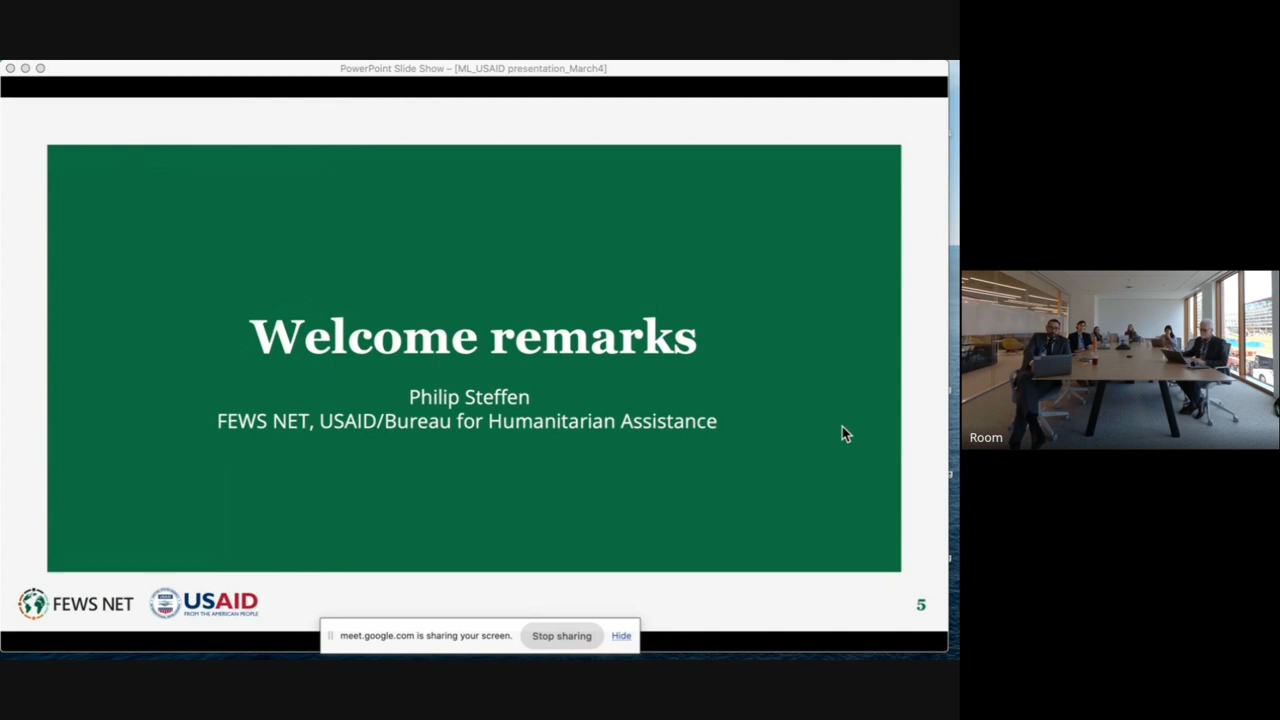 PowerPoint Slide Show – [ML_USAID presentation_March4]
Welcome remarks
Philip Steffen
FEWS NET, USAID/Bureau for Humanitarian Assistance
FEWS NET
USAID
FROM THE AMERICAN PEOPLE
5
meet.google.com is sharing your screen.
Stop sharing
Hide
Room